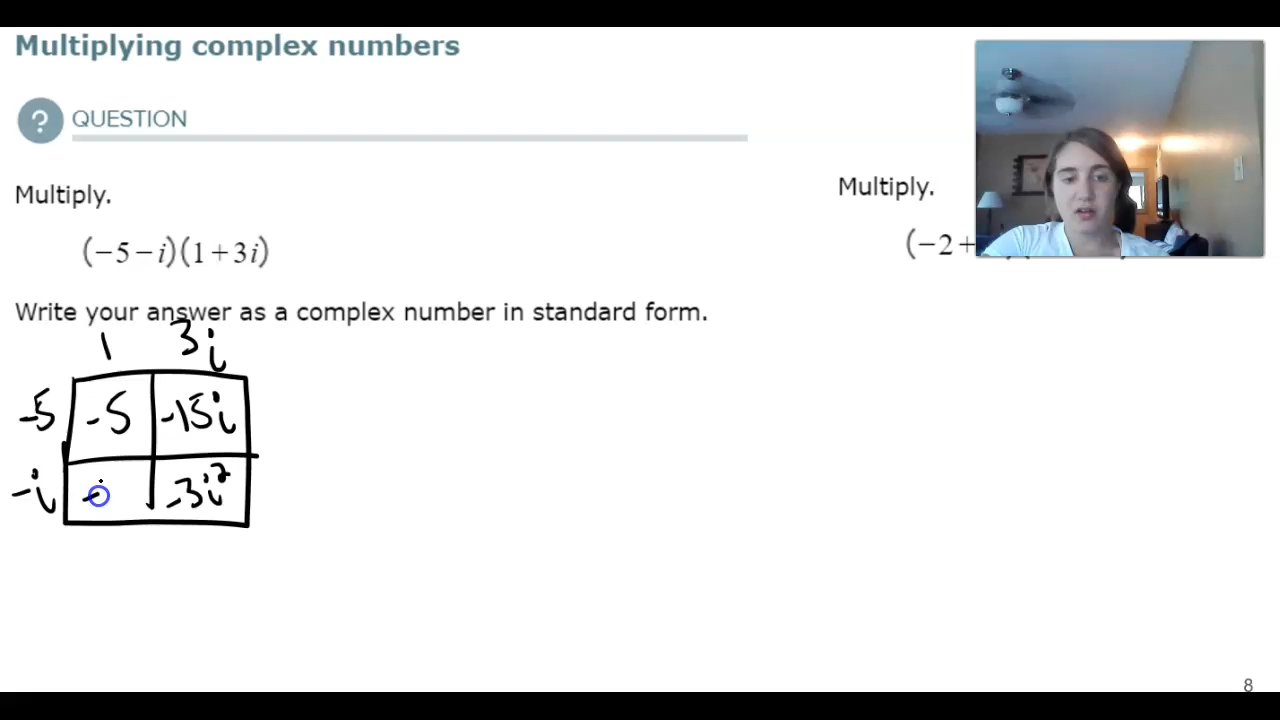 Multiplying complex numbers
? QUESTION
Multiply.
(−5−i)(1+3i)
Write your answer as a complex number in standard form.
Multiply.
(−2+
1 3i
-5 -5 -15i
-i -i -3i²
8